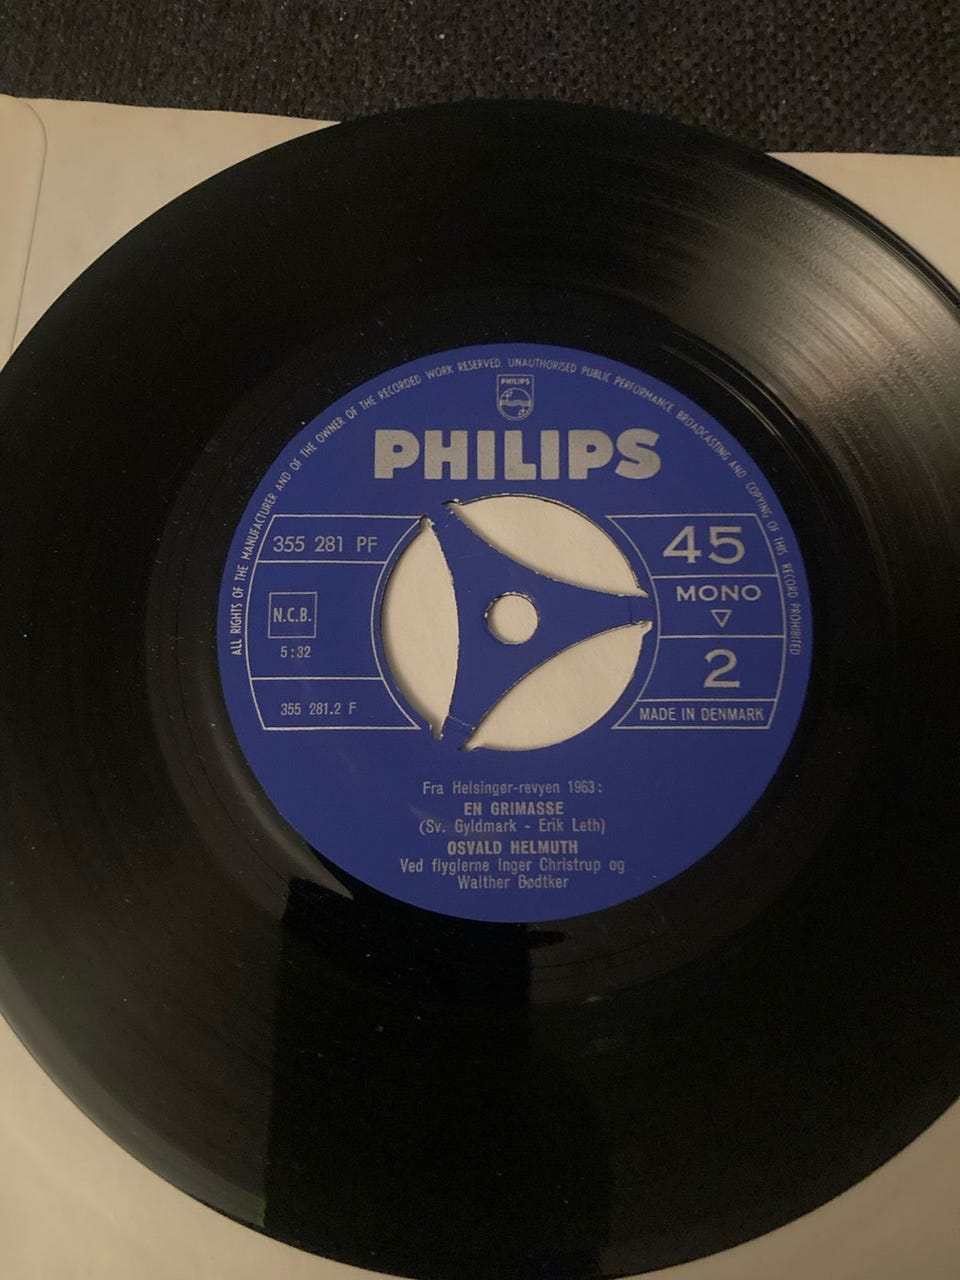 ALL RIGHTS OF THE MANUFACTURER AND OF THE OWNER OF THE RECORDED WORK RESERVED UNAUTHORISED PUBLIC PERFORMANCE BROADCASTING AND COPYING OF THIS RECORD PROHIBITED
PHILIPS
PHILIPS
355 281 PF
N.C.B.
5:32
355 281.2 F
45
MONO
2
MADE IN DENMARK
Fra Helsingør-revyen 1963:
EN GRIMASSE
(Sv. Gyldmark - Erik Leth)
OSVALD HELMUTH
Ved flyglerne Inger Christrup og
Walther Bødtker